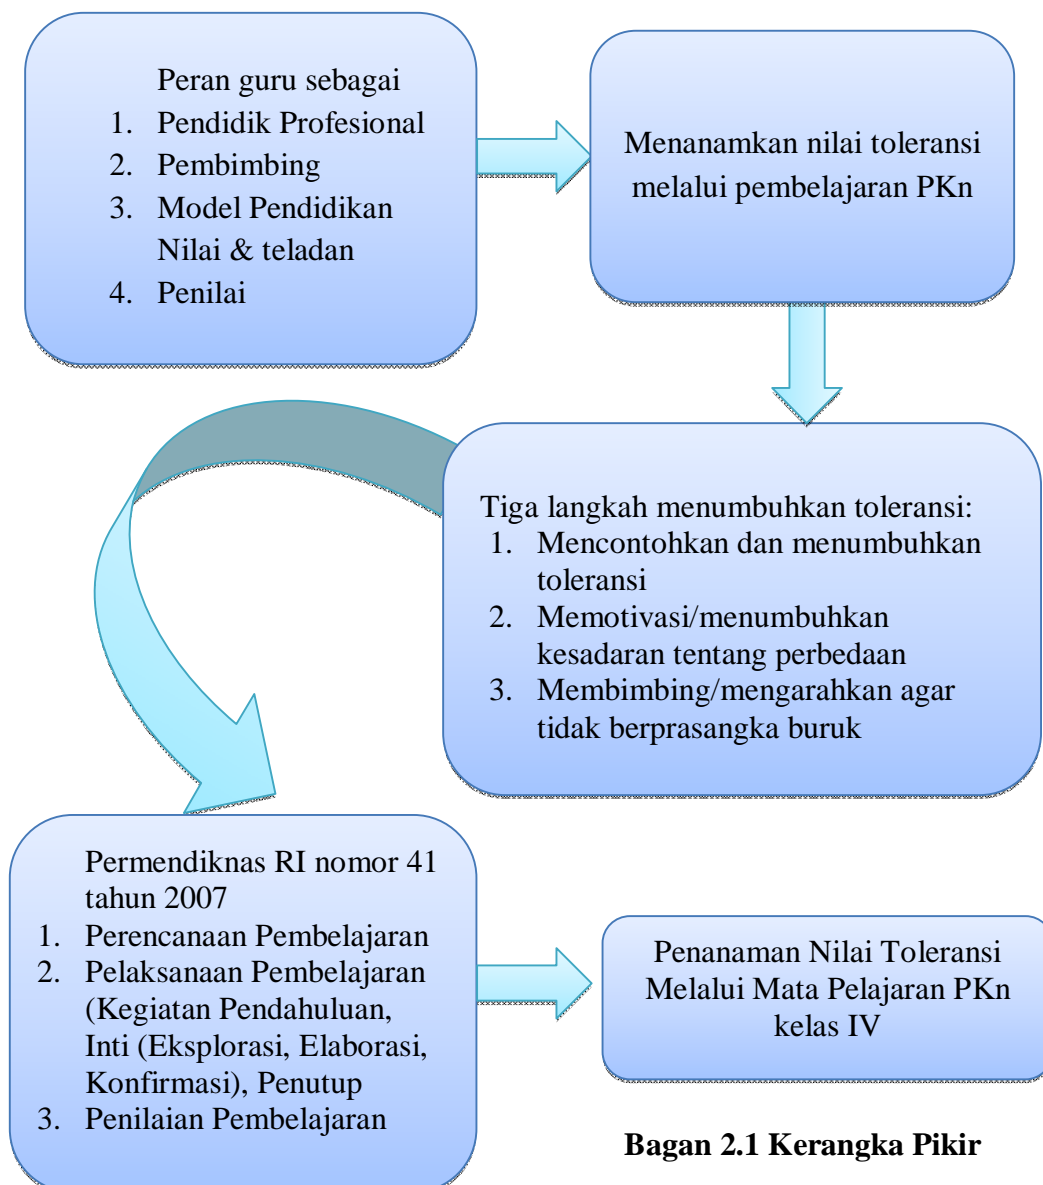 Peran guru sebagai
1. Pendidik Profesional
2. Pembimbing
3. Model Pendidikan
Nilai & teladan
4. Penilai
Menanamkan nilai toleransi
melalui pembelajaran PKn
Tiga langkah menumbuhkan toleransi:
1. Mencontohkan dan menumbuhkan
toleransi
2. Memotivasi/menumbuhkan
kesadaran tentang perbedaan
3. Membimbing/mengarahkan agar
tidak berprasangka buruk
Permendiknas RI nomor 41
tahun 2007
1. Perencanaan Pembelajaran
2. Pelaksanaan Pembelajaran
(Kegiatan Pendahuluan,
Inti (Eksplorasi, Elaborasi,
Konfirmasi), Penutup
3. Penilaian Pembelajaran
Penanaman Nilai Toleransi
Melalui Mata Pelajaran PKn
kelas IV
Bagan 2.1 Kerangka Pikir